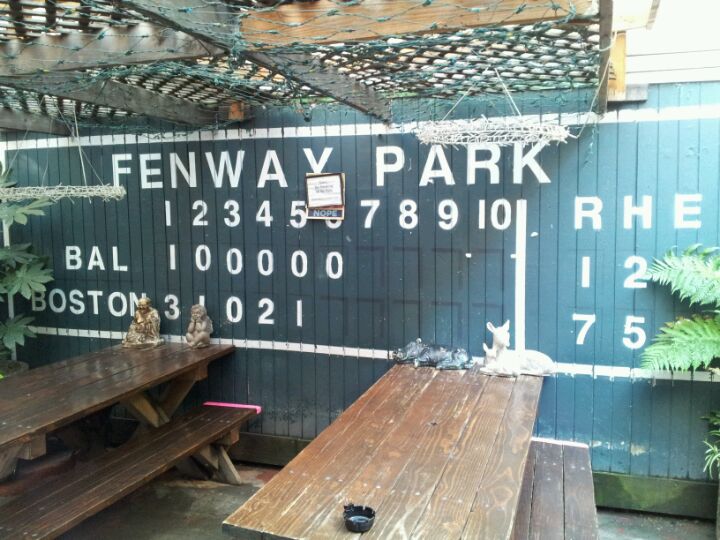 FENWAY PARK
NOPE
1 2 3 4 5 7 8 9 10 R H E
BAL 1 0 0 0 0 0 1 2
BOSTON 3 1 0 2 1 7 5